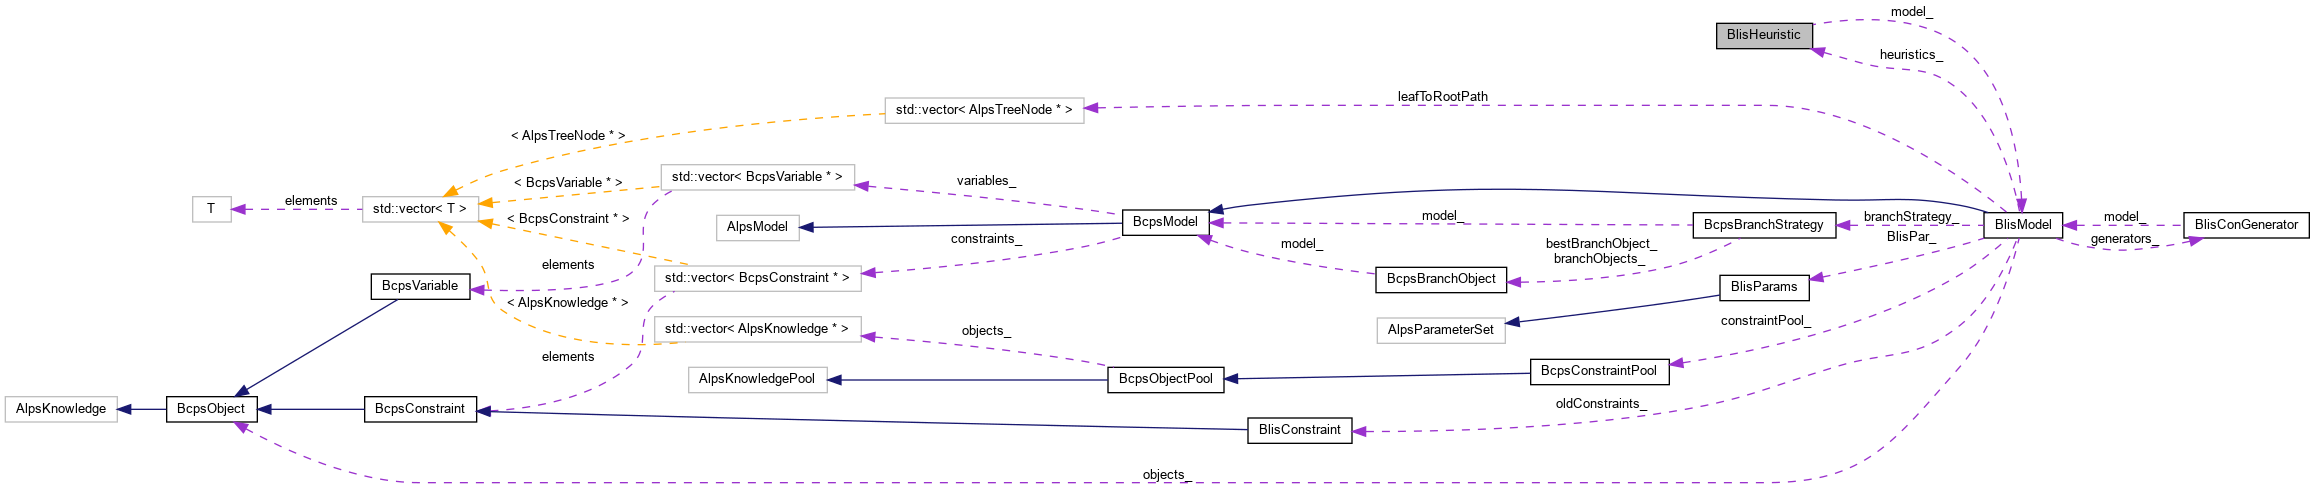 model_
BlisHeuristic
heuristics_
leafToRootPath
std::vector< AlpsTreeNode * >
< AlpsTreeNode * >
std::vector< BcpsVariable * >
< BcpsVariable * >
variables_
T
elements
std::vector< T >
< BcpsConstraint * >
AlpsModel
BcpsModel
model_
BcpsBranchStrategy
branchStrategy_
BlisModel
model_
BlisConGenerator
generators_
constraints_
model_
bestBranchObject_
branchObjects_
BlisPar_
elements
std::vector< BcpsConstraint * >
BcpsBranchObject
BcpsVariable
BlisParams
< AlpsKnowledge * >
std::vector< AlpsKnowledge * >
objects_
AlpsParameterSet
constraintPool_
elements
AlpsKnowledgePool
BcpsObjectPool
BcpsConstraintPool
AlpsKnowledge
BcpsObject
BcpsConstraint
oldConstraints_
BlisConstraint
objects_